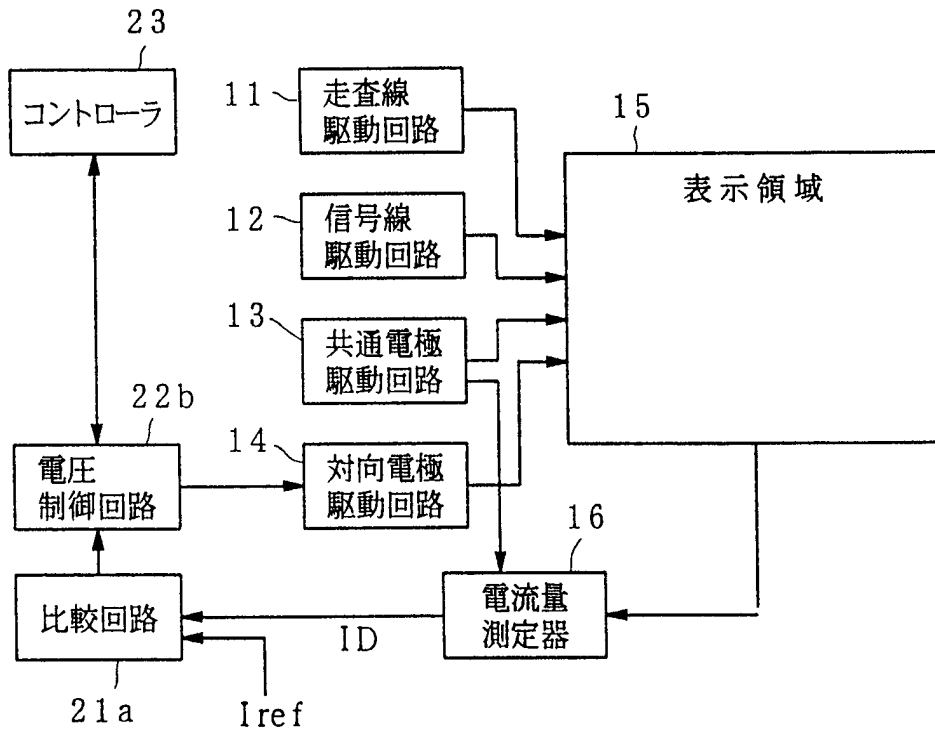 23
コントローラ
11
走査線
駆動回路
15
表示領域
12
信号線
駆動回路
13
共通電極
駆動回路
22b
電圧
制御回路
14
対向電極
駆動回路
16
電流量
測定器
比較回路
ID
21a
Iref